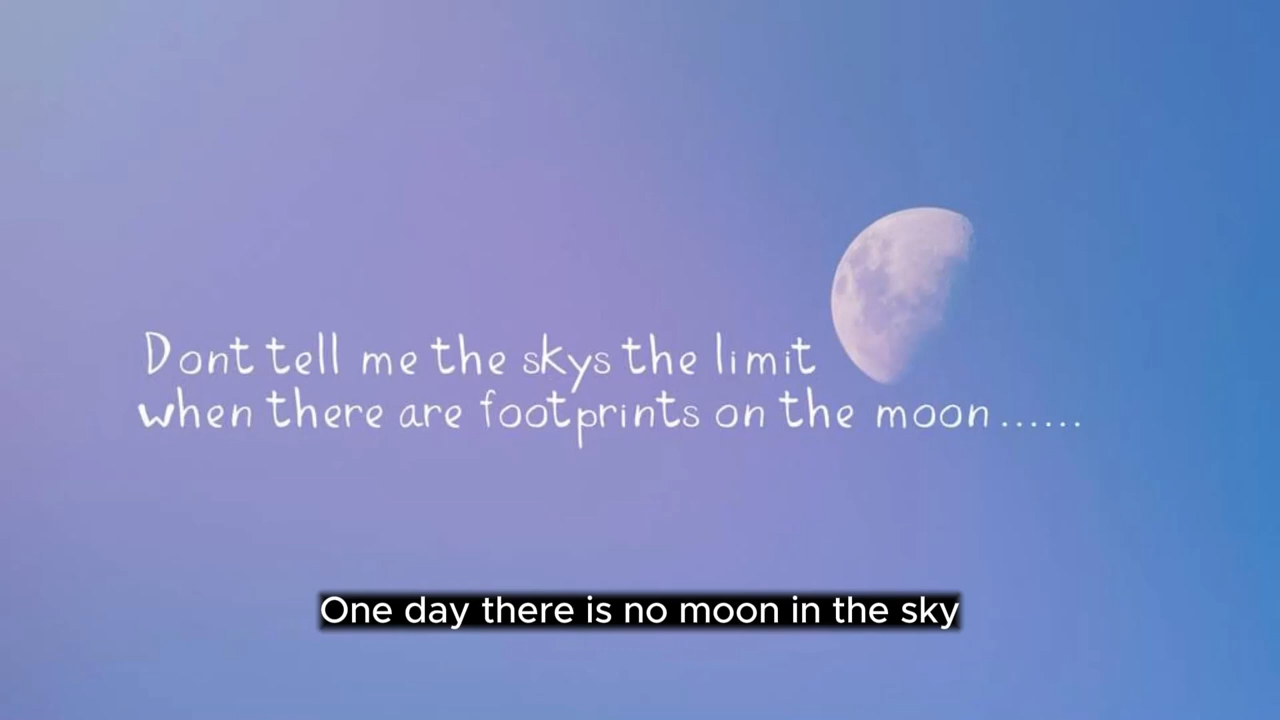 Dont tell me the skys the limit
when there are footprints on the moon......
One day there is no moon in the sky